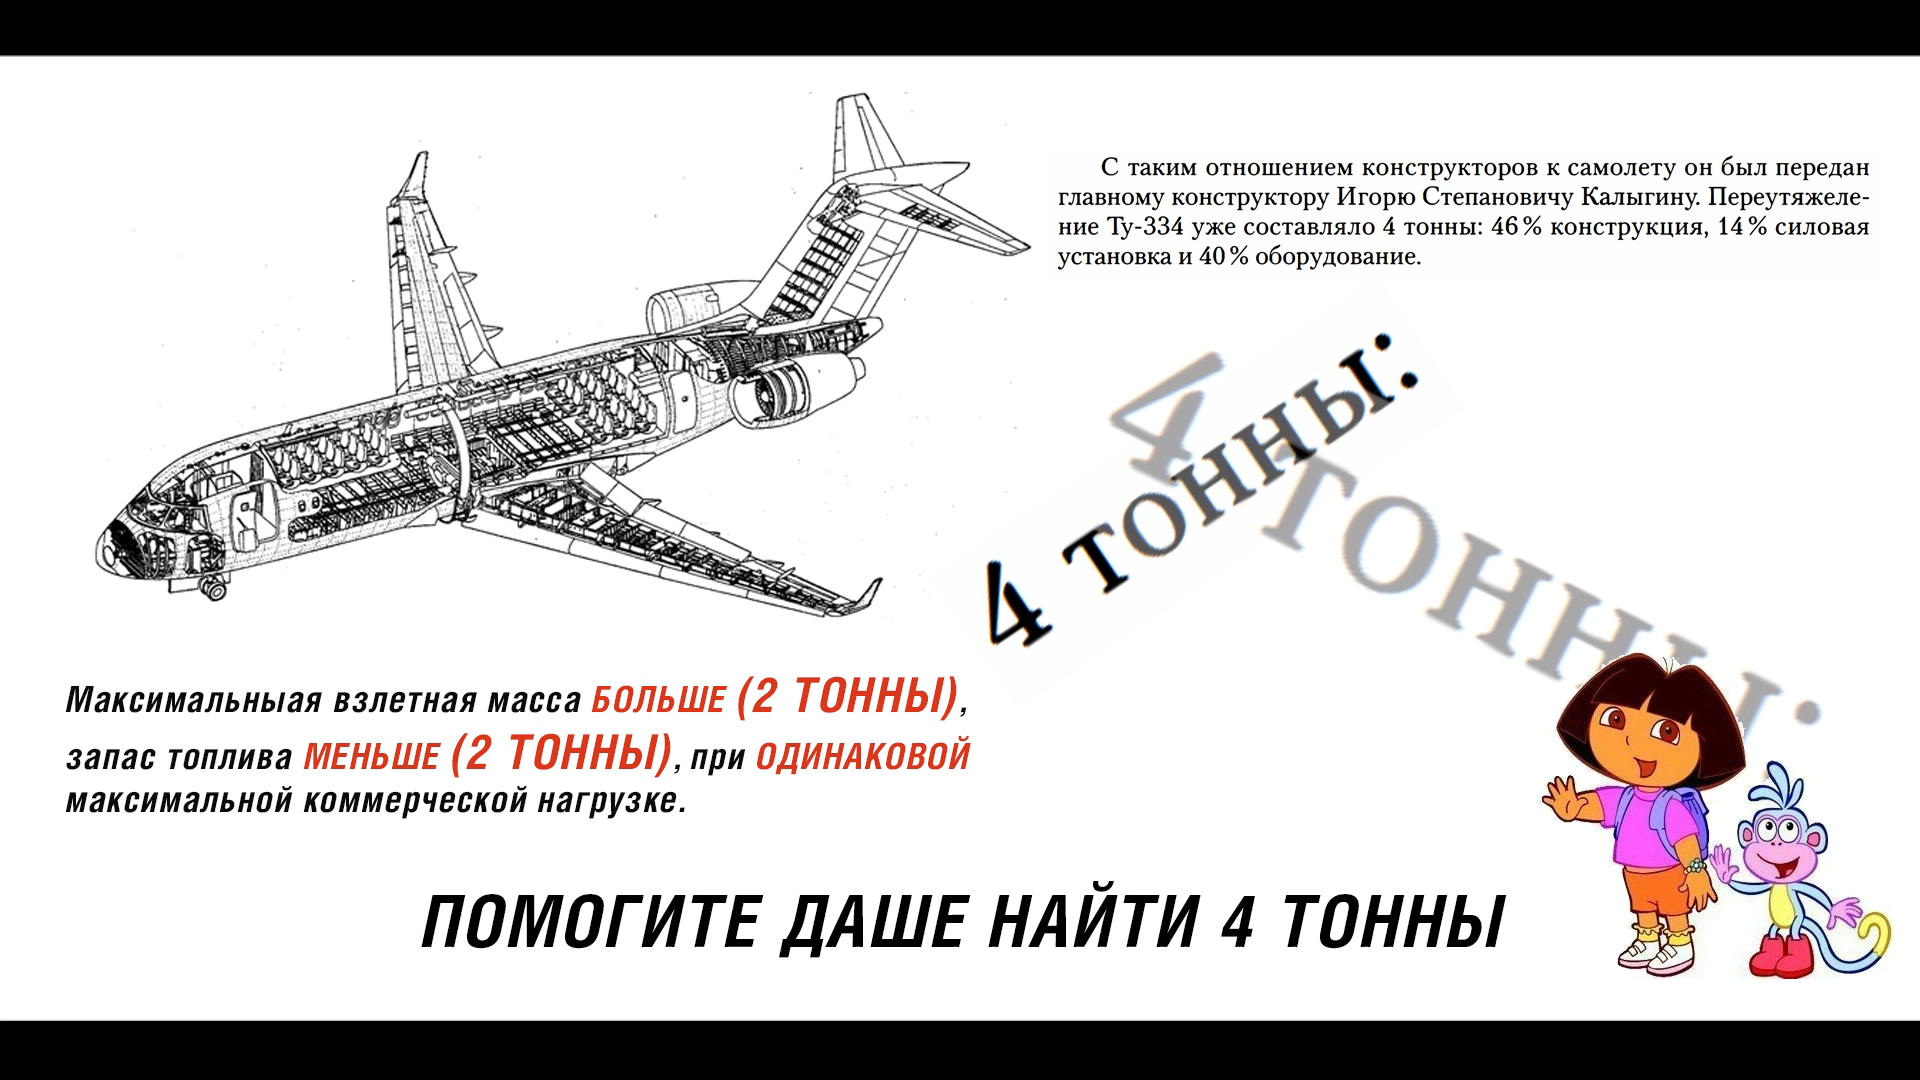 С таким отношением конструкторов к самолету он был передан
главному конструктору Игорю Степановичу Калыгину. Переутяжеле-
ние Ту-334 уже составляло 4 тонны: 46 % конструкция, 14 % силовая
установка и 40 % оборудование.
4 тонны:
4 тонны:
Максимальныая взлетная масса БОЛЬШЕ (2 ТОННЫ),
запас топлива МЕНЬШЕ (2 ТОННЫ), при ОДИНАКОВОЙ
максимальной коммерческой нагрузке.
ПОМОГИТЕ ДАШЕ НАЙТИ 4 ТОННЫ